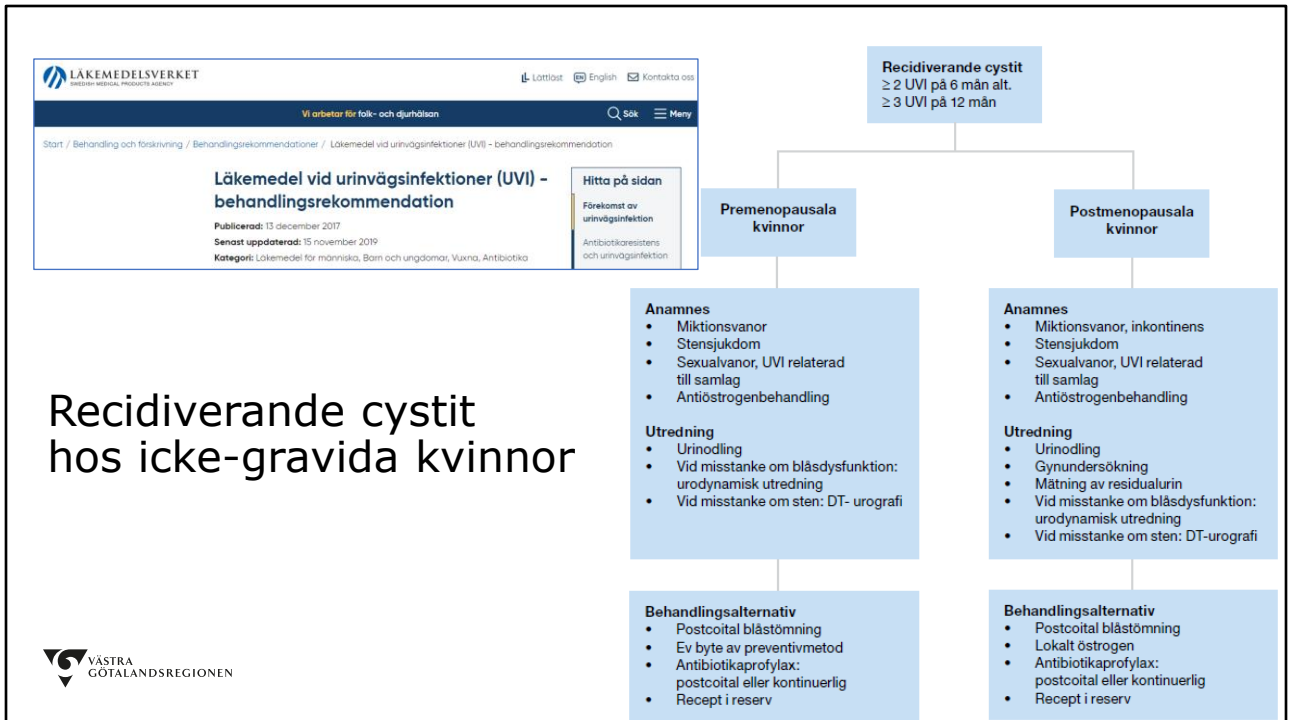 LÄKEMEDELSVERKET
SWEDISH MEDICAL PRODUCTS AGENCY
Lättläst English Kontakta oss
Vi arbetar för folk- och djurhälsan
Sök Meny
Start / Behandling och förskrivning / Behandlingsrekommendationer / Läkemedel vid urinvägsinfektioner (UVI) – behandlingsrekommendation
Läkemedel vid urinvägsinfektioner (UVI) –
behandlingsrekommendation
Publicerad: 13 december 2017
Senast uppdaterad: 15 november 2019
Kategori: Läkemedel för människa, Barn och ungdomar, Vuxna, Antibiotika
Hitta på sidan
Förekomst av
urinvägsinfektion
Antibiotikaresistens
och urinvägsinfektion
Recidiverande cystit
hos icke-gravida kvinnor
VÄSTRA
GÖTALANDSREGIONEN
Recidiverande cystit
≥ 2 UVI på 6 mån alt.
≥ 3 UVI på 12 mån
Premenopausala
kvinnor
Anamnes
• Miktionsvanor
• Stensjukdom
• Sexualvanor, UVI relaterad
till samlag
• Antiöstrogenbehandling
Utredning
• Urinodling
• Vid misstanke om blåsdysfunktion:
urodynamisk utredning
• Vid misstanke om sten: DT- urografi
Behandlingsalternativ
• Postcoital blåstömning
• Ev byte av preventivmetod
• Antibiotikaprofylax:
postcoital eller kontinuerlig
• Recept i reserv
Postmenopausala
kvinnor
Anamnes
• Miktionsvanor, inkontinens
• Stensjukdom
• Sexualvanor, UVI relaterad
till samlag
• Antiöstrogenbehandling
Utredning
• Urinodling
• Gynundersökning
• Mätning av residualurin
• Vid misstanke om blåsdysfunktion:
urodynamisk utredning
• Vid misstanke om sten: DT-urografi
Behandlingsalternativ
• Postcoital blåstömning
• Lokalt östrogen
• Antibiotikaprofylax:
postcoital eller kontinuerlig
• Recept i reserv